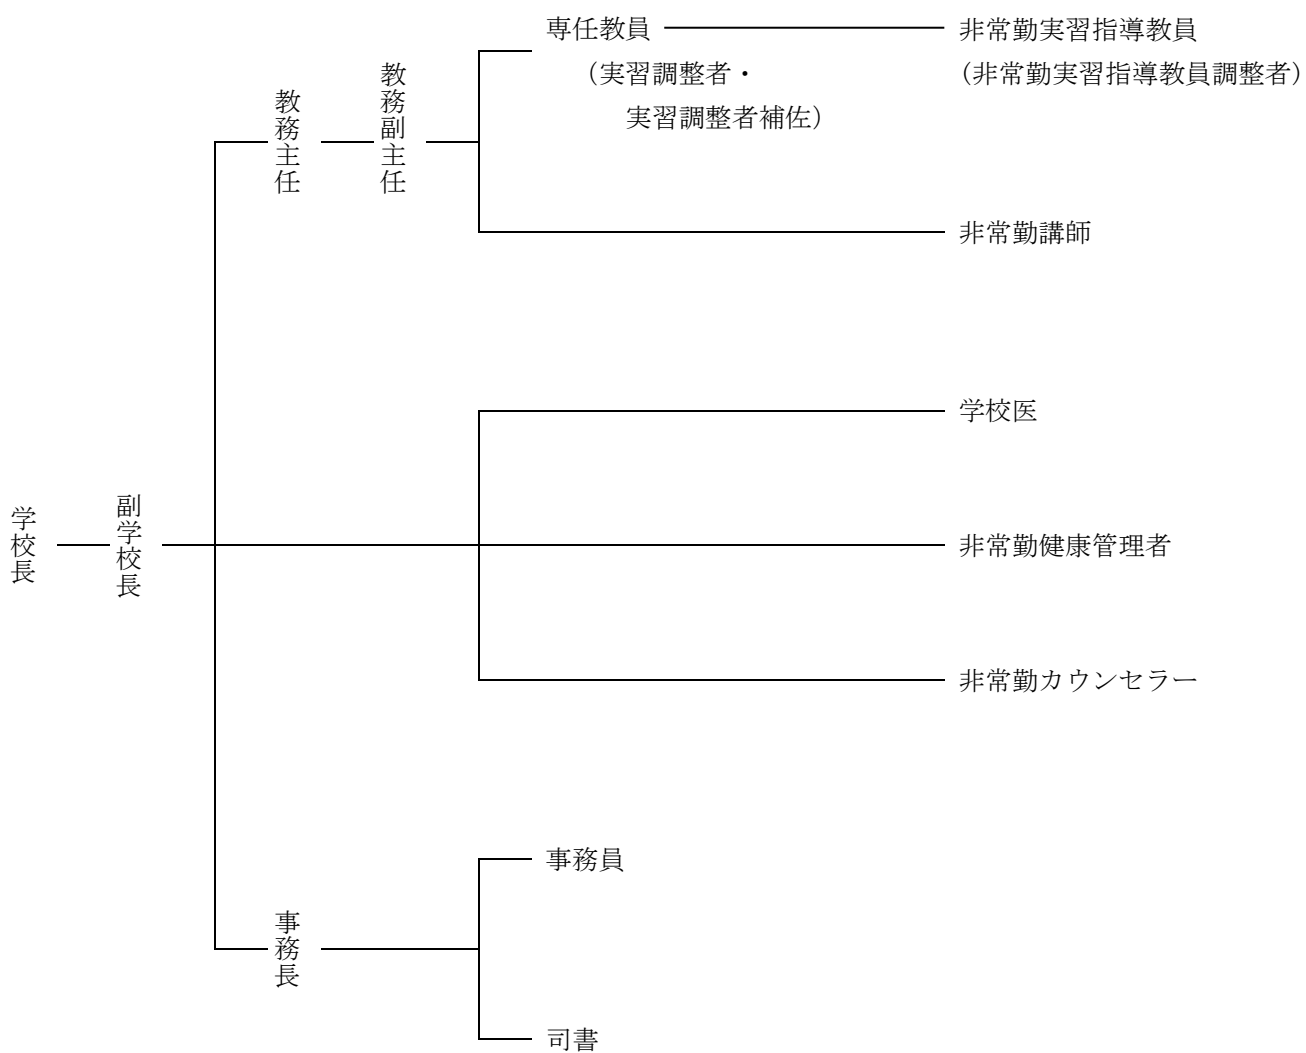 学校長
副学校長
教務主任
教務副主任
専任教員
（実習調整者・
実習調整者補佐）
非常勤実習指導教員
（非常勤実習指導教員調整者）
非常勤講師
学校医
非常勤健康管理者
非常勤カウンセラー
事務長
事務員
司書